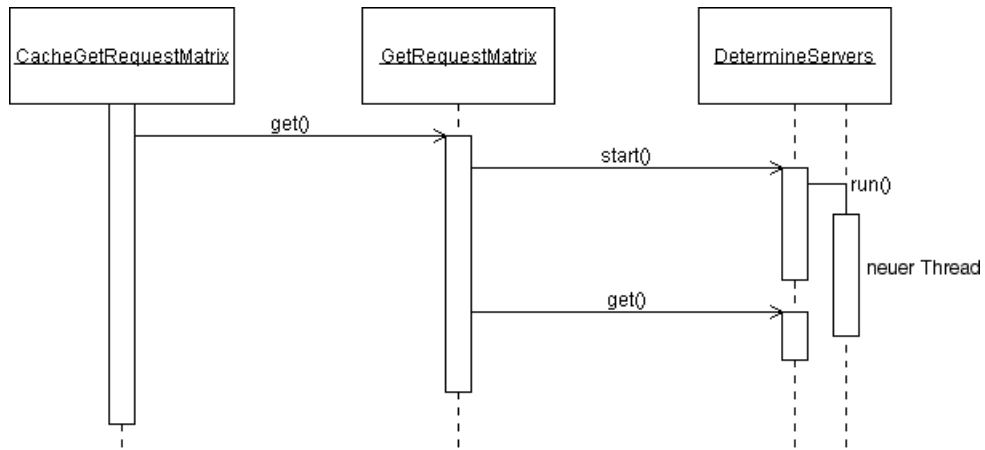 CacheGetRequestMatrix
GetRequestMatrix
DetermineServers
get()
start()
run()
neuer Thread
get()